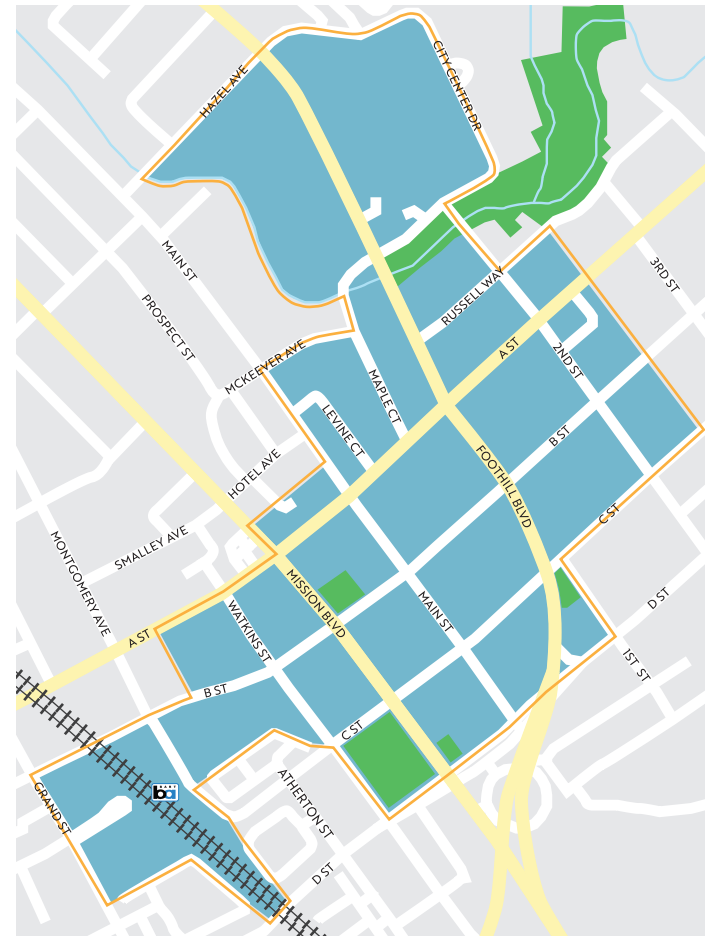 CITY CENTER DR
HAZEL AVE
MAIN ST
3RD ST
PROSPECT ST
RUSSELL WAY
A ST
2ND ST
MCKEEVER AVE
MAPLE CT
LEVINE CT
B ST
HOTEL AVE
FOOTHILL BLVD
C ST
SMALLEY AVE
MONTGOMERY AVE
MISSION BLVD
MAIN ST
D ST
WATKINS ST
A ST
1ST ST
B ST
C ST
GRAND ST
ba
ATHERTON ST
D ST